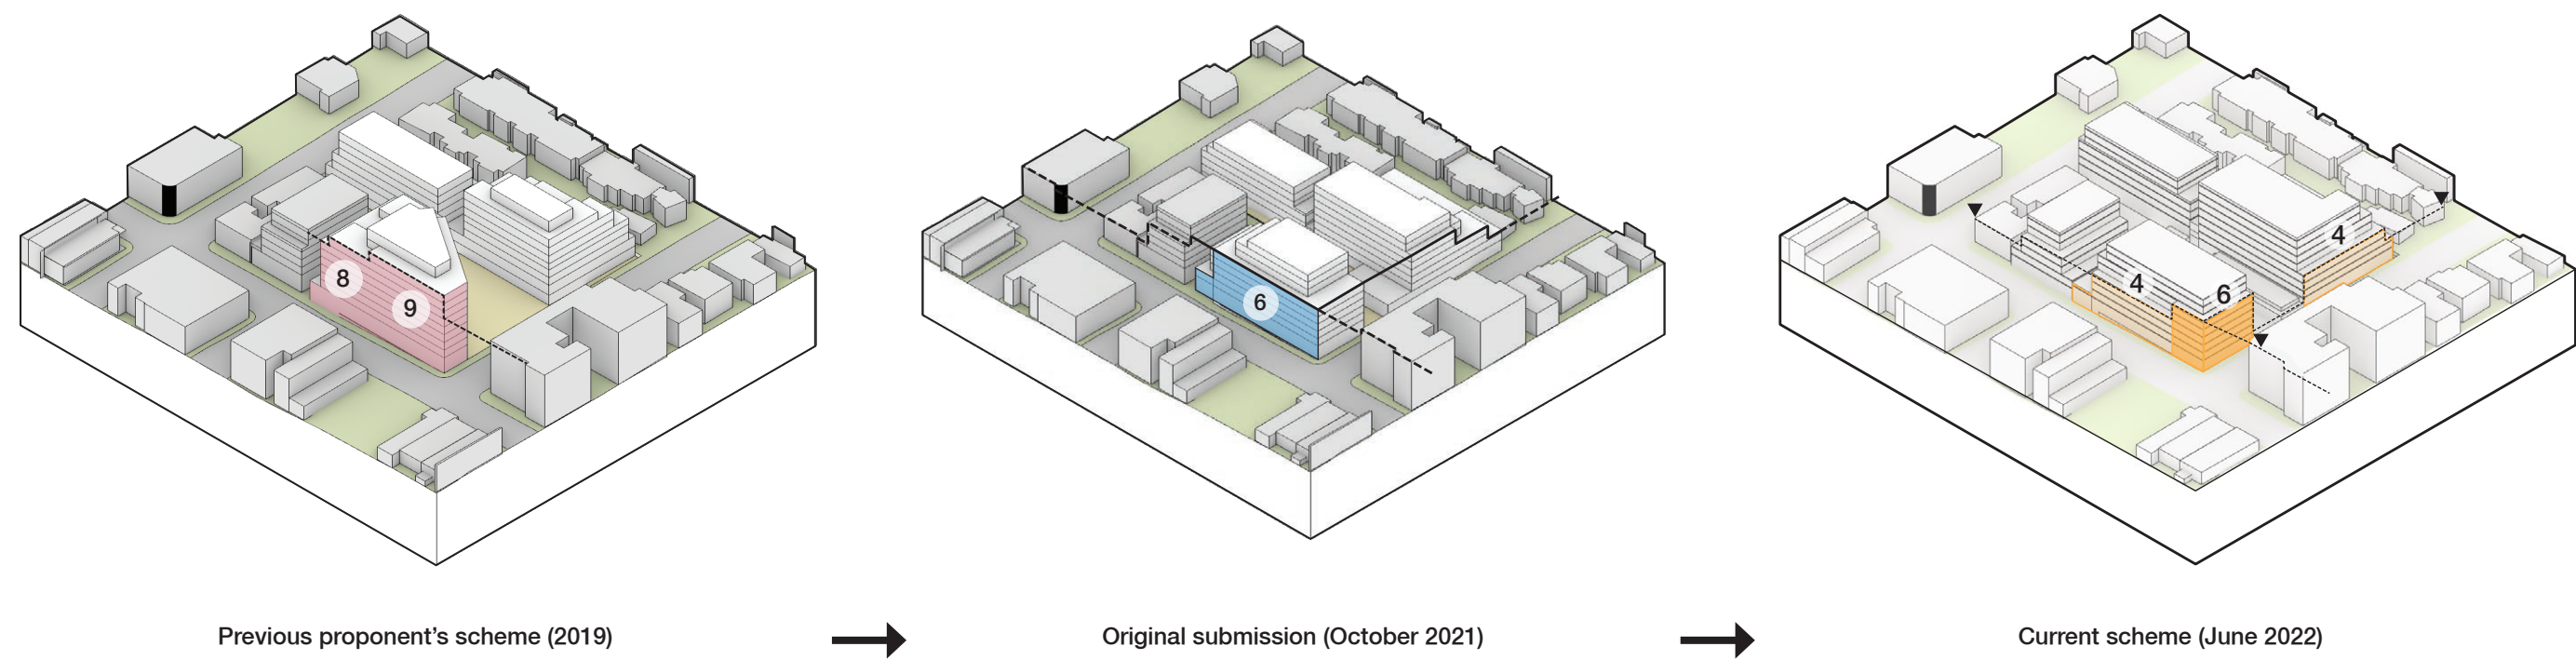 8
9
6
4
4
6
Previous proponent’s scheme (2019)
Original submission (October 2021)
Current scheme (June 2022)